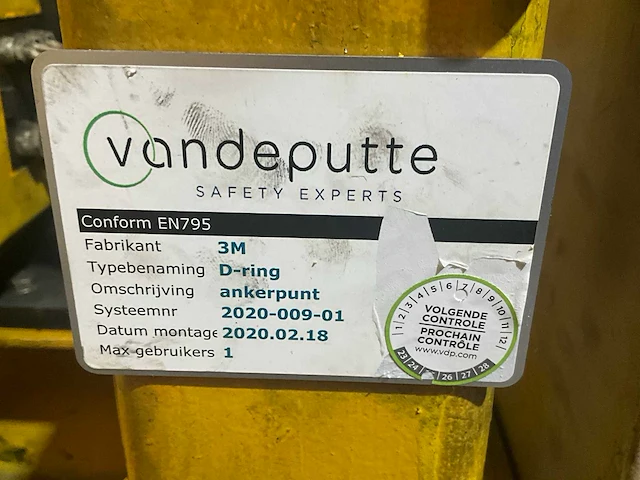 vandeputte
SAFETY EXPERTS
Conform EN795
Fabrikant 3M
Typebenaming D-ring
Omschrijving ankerpunt
Systeemnr 2020-009-01
Datum montage 2020.02.18
Max gebruikers 1
1 2 3 4 5 6 7 8 9 10 11 12
VOLGENDE
CONTROLE
PROCHAIN
CONTRÔLE
www.vdp.com
23 24 26 27 28